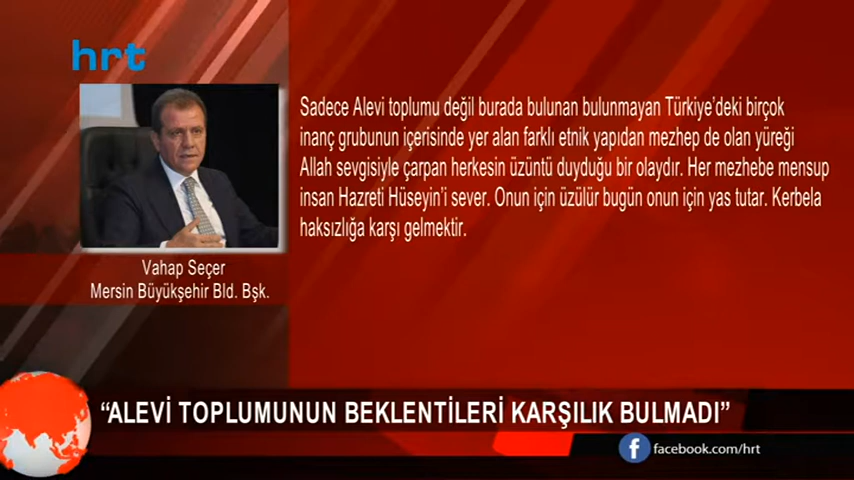 hrt
Sadece Alevi toplumu değil burada bulunan bulunmayan Türkiye'deki birçok
inanç grubunun içerisinde yer alan farklı etnik yapıdan mezhep de olan yüreği
Allah sevgisiyle çarpan herkesin üzüntü duyduğu bir olaydır. Her mezhebe mensup
insan Hazreti Hüseyin'i sever. Onun için üzülür bugün onun için yas tutar. Kerbela
haksızlığa karşı gelmektir.
Vahap Seçer
Mersin Büyükşehir Bld. Bşk.
“ALEVİ TOPLUMUNUN BEKLENTİLERİ KARŞILIK BULMADI”
f facebook.com/hrt